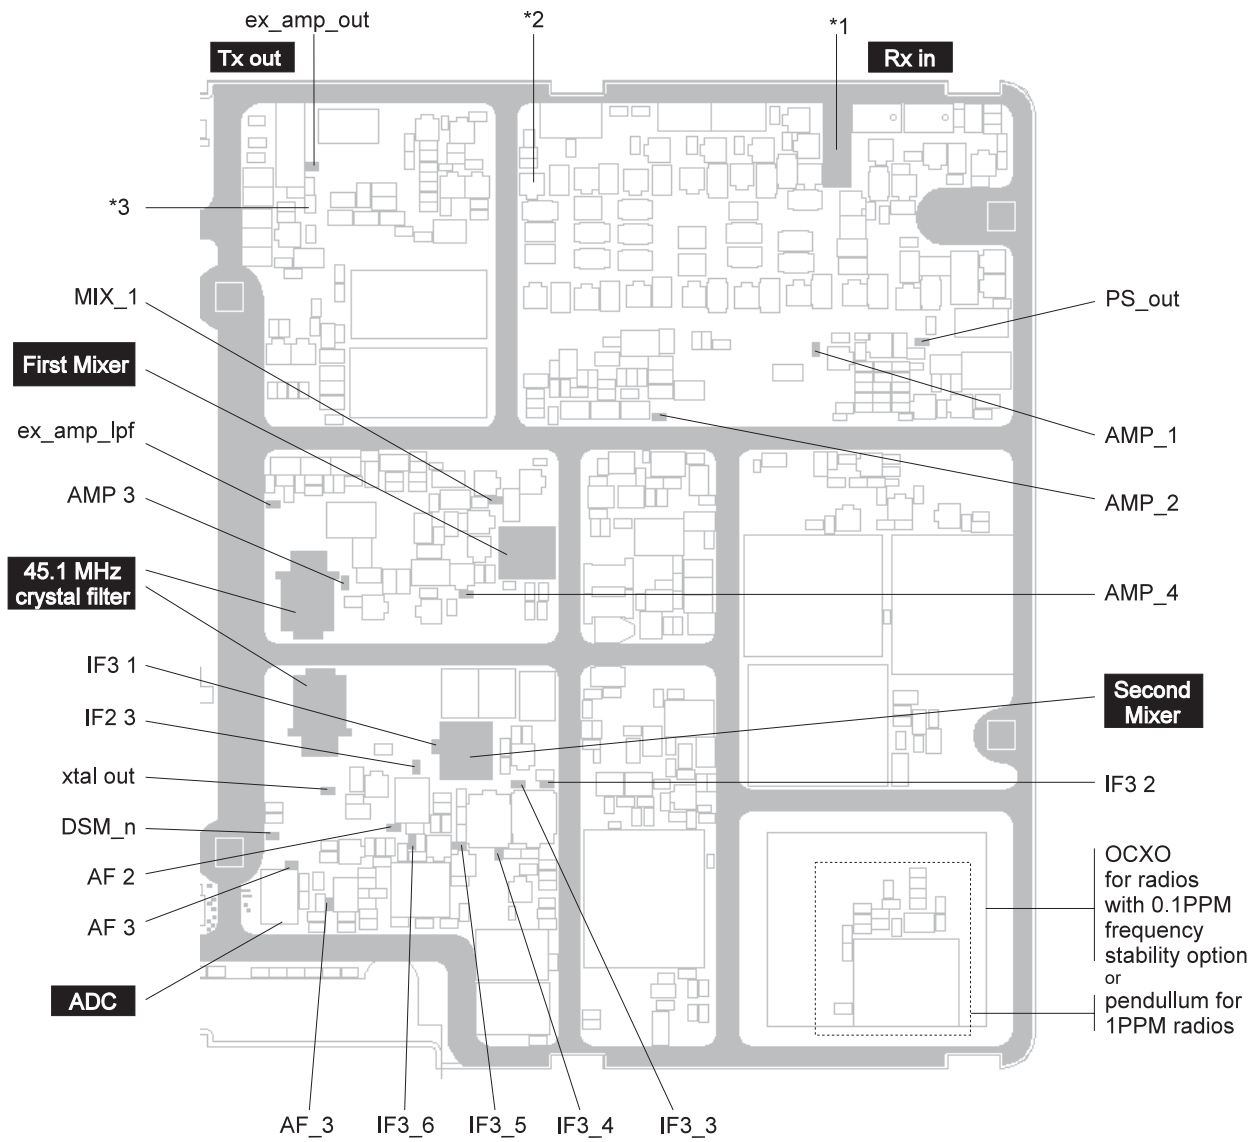 ex_amp_out
*2
*1
Tx out
Rx in
*3
MIX_1
PS_out
First Mixer
ex_amp_lpf
AMP_1
AMP 3
AMP_2
45.1 MHz
crystal filter
AMP_4
IF3 1
Second
Mixer
IF2 3
xtal out
IF3 2
DSM_n
AF 2
AF 3
OCXO
for radios
with 0.1PPM
frequency
stability option
or
pendullum for
1PPM radios
ADC
AF_3
IF3_6
IF3_5
IF3_4
IF3_3